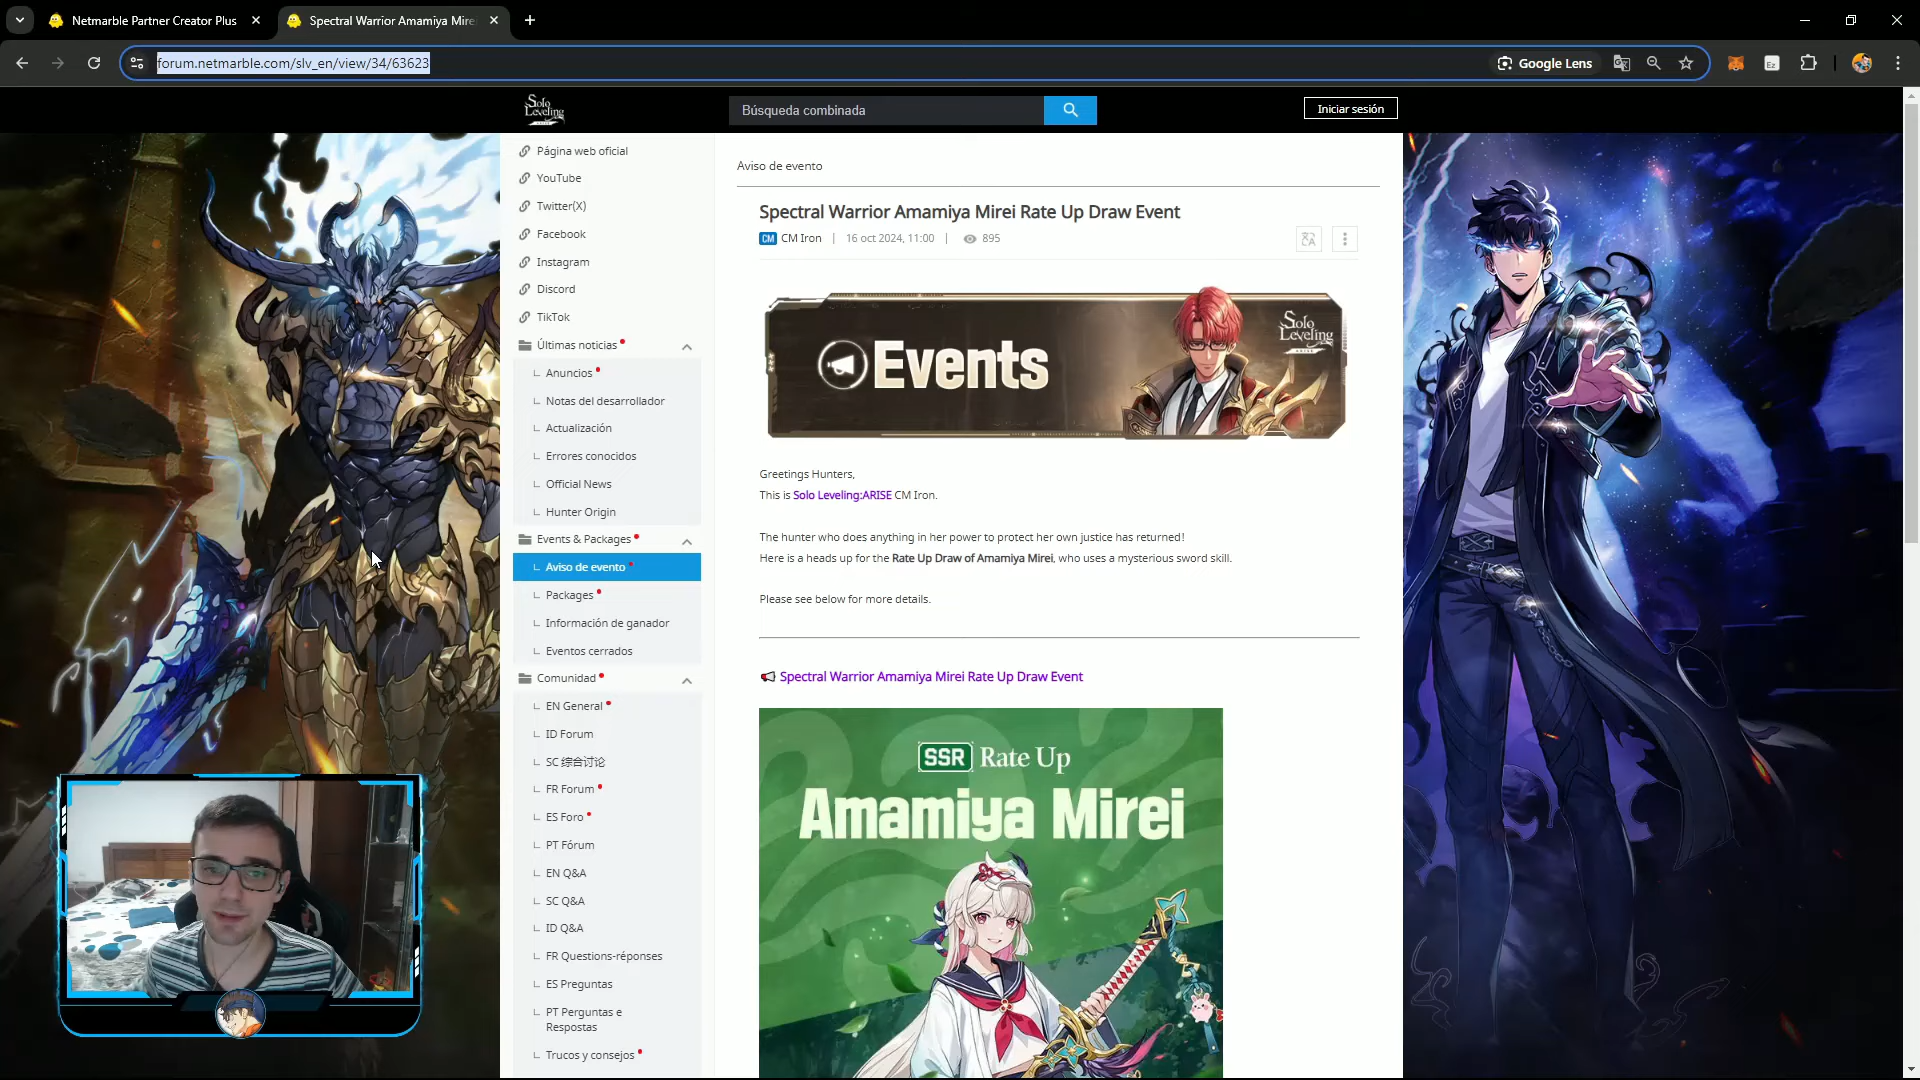 Netmarble Partner Creator Plus
Spectral Warrior Amamiya Mire
forum.netmarble.com/slv_en/view/34/63623
Google Lens
Solo Leveling
ARISE
Búsqueda combinada
Iniciar sesión
Página web oficial
YouTube
Twitter(X)
Facebook
Instagram
Discord
TikTok
Últimas noticias
Anuncios
Notas del desarrollador
Actualización
Errores conocidos
Official News
Hunter Origin
Events & Packages
Aviso de evento
Packages
Información de ganador
Eventos cerrados
Comunidad
EN General
ID Forum
SC 综合讨论
FR Forum
ES Foro
PT Fórum
EN Q&A
SC Q&A
ID Q&A
FR Questions-réponses
ES Preguntas
PT Perguntas e
Respostas
Trucos y consejos
Aviso de evento
Spectral Warrior Amamiya Mirei Rate Up Draw Event
CM CM Iron | 16 oct 2024, 11:00 | 895
Events
Solo Leveling
ARISE
Greetings Hunters,
This is Solo Leveling:ARISE CM Iron.
The hunter who does anything in her power to protect her own justice has returned!
Here is a heads up for the Rate Up Draw of Amamiya Mirei, who uses a mysterious sword skill.
Please see below for more details.
Spectral Warrior Amamiya Mirei Rate Up Draw Event
SSR Rate Up
Amamiya Mirei